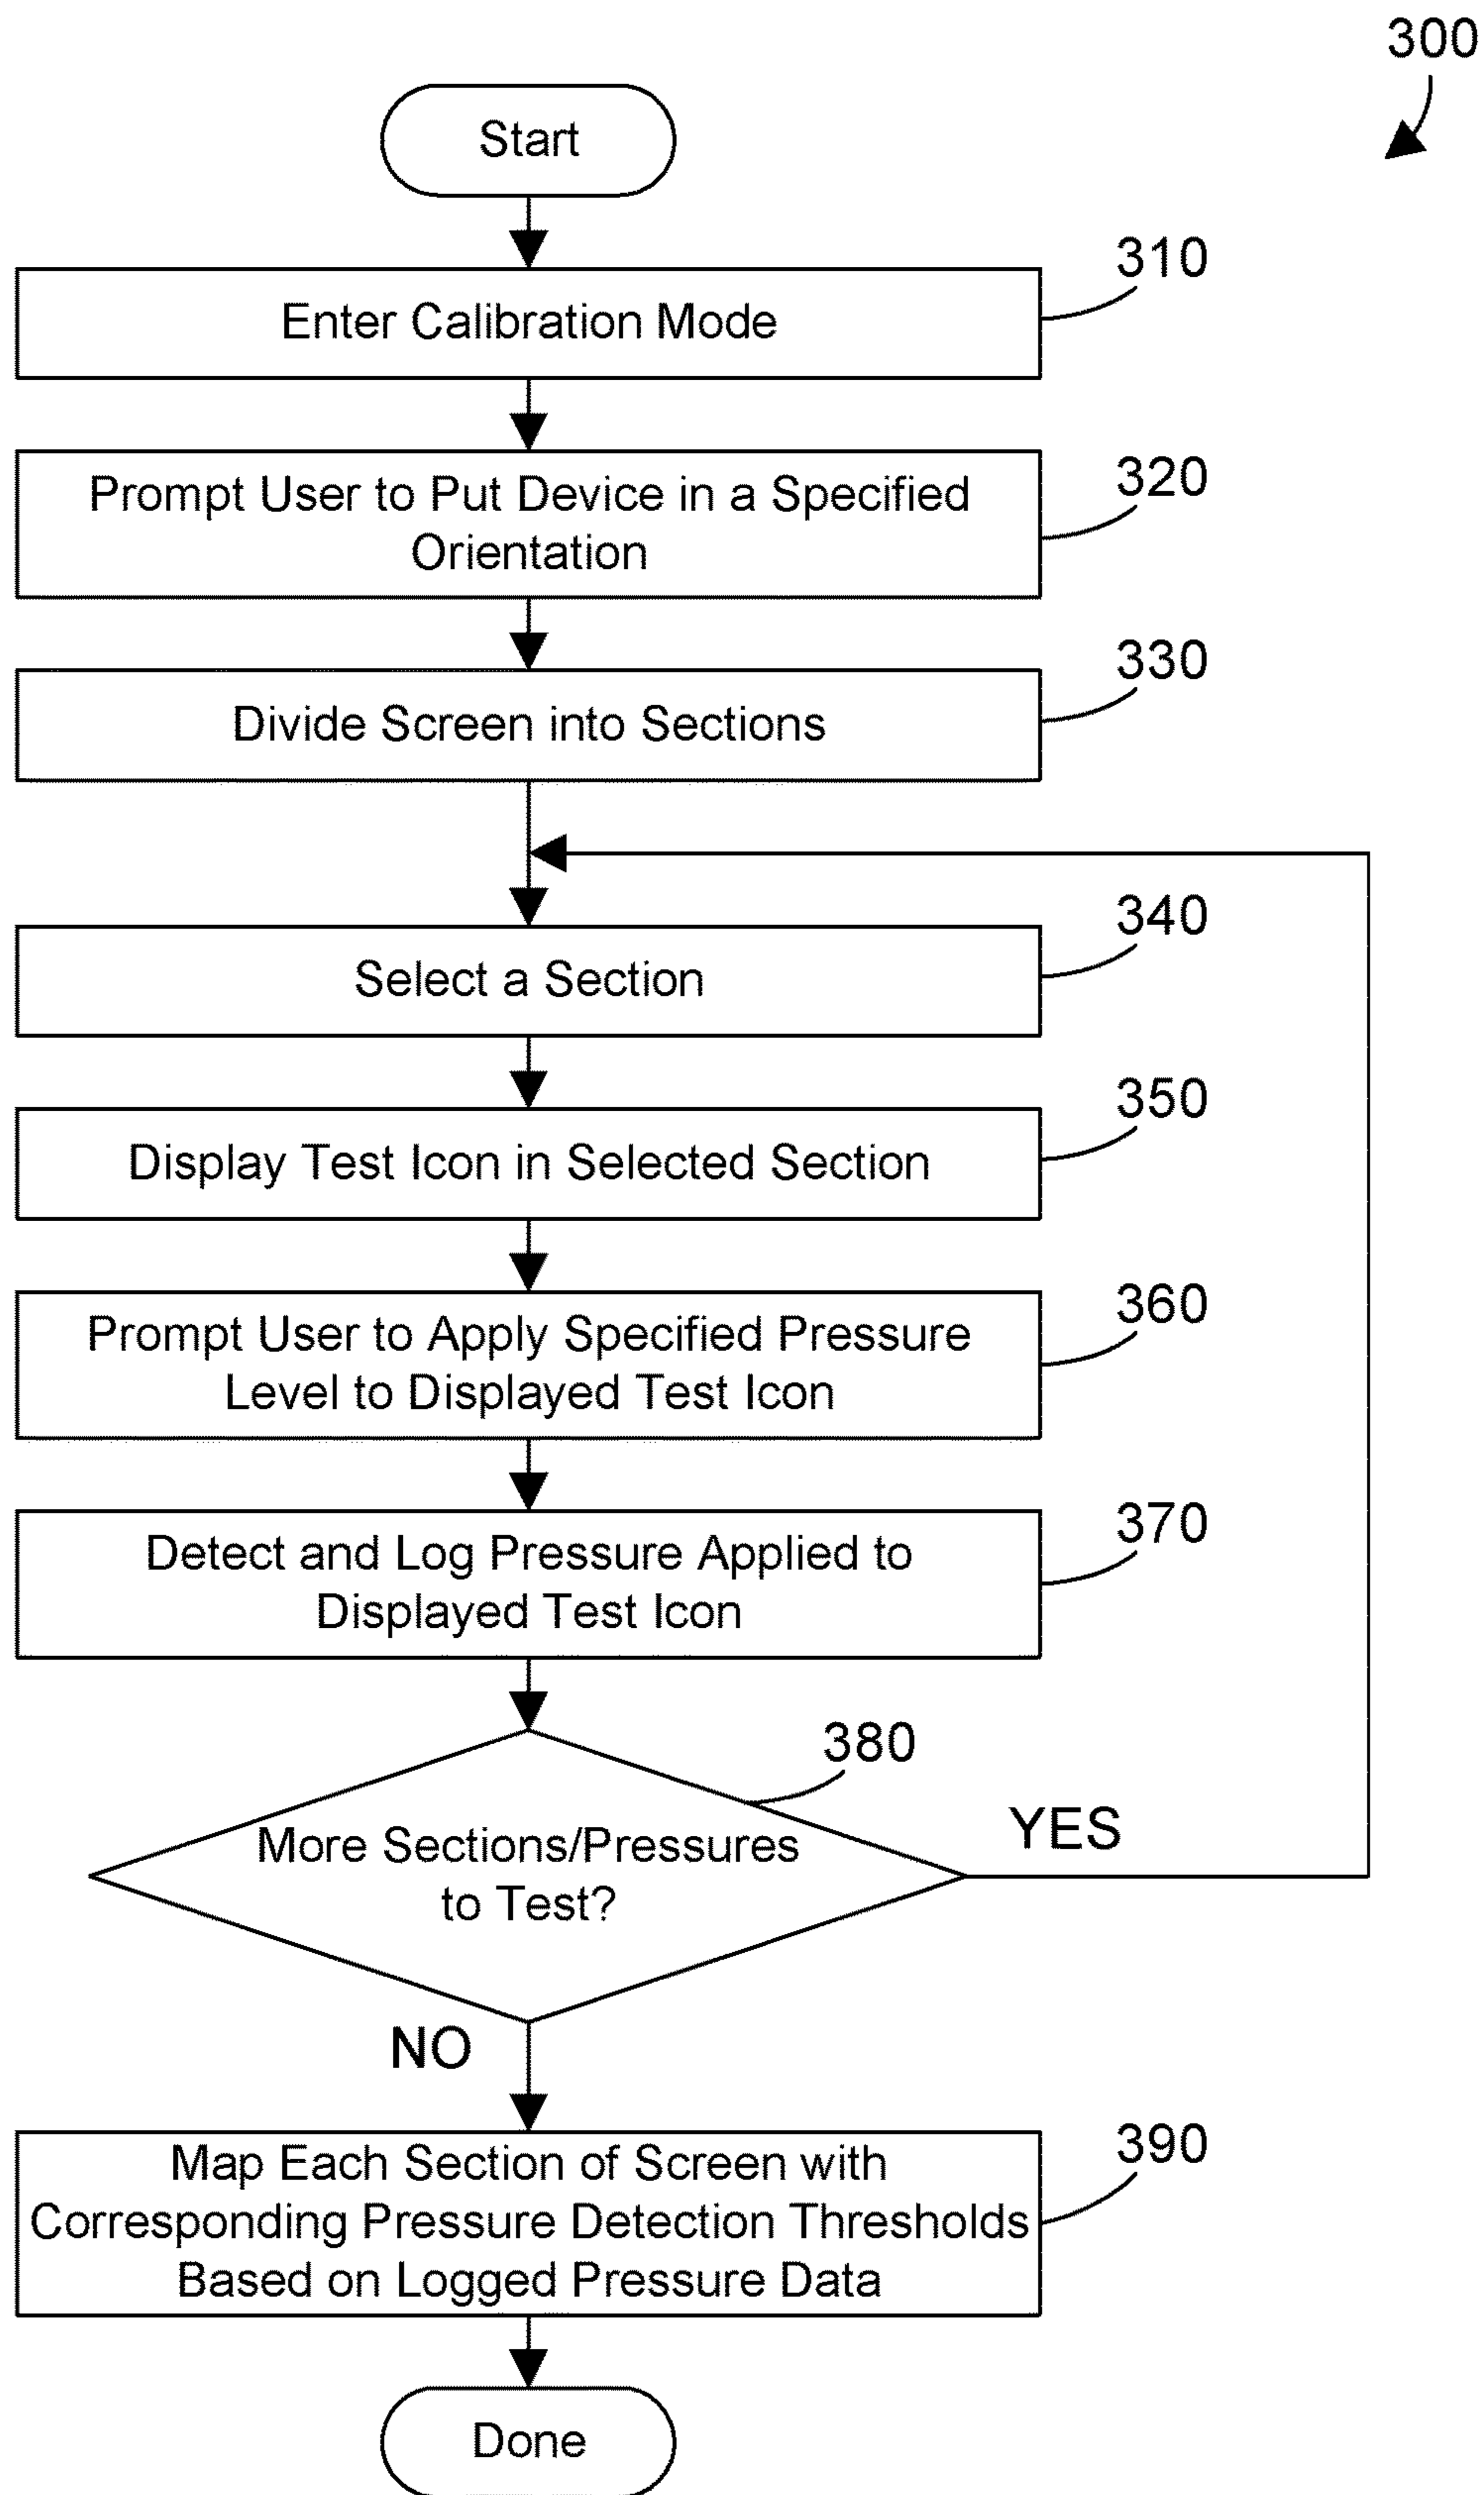 300
Start
310
Enter Calibration Mode
320
Prompt User to Put Device in a Specified
Orientation
330
Divide Screen into Sections
340
Select a Section
350
Display Test Icon in Selected Section
360
Prompt User to Apply Specified Pressure
Level to Displayed Test Icon
370
Detect and Log Pressure Applied to
Displayed Test Icon
380
More Sections/Pressures
to Test?
YES
NO
390
Map Each Section of Screen with
Corresponding Pressure Detection Thresholds
Based on Logged Pressure Data
Done